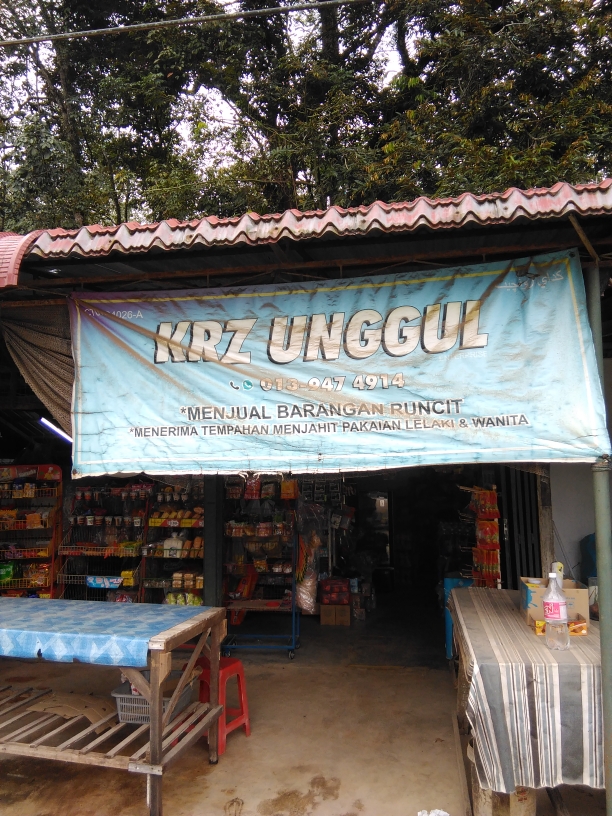 KRZ UNGGUL
013-947 4914
*MENJUAL BARANGAN RUNCIT
*MENERIMA TEMPAHAN MENJAHIT PAKAIAN LELAKI & WANITA